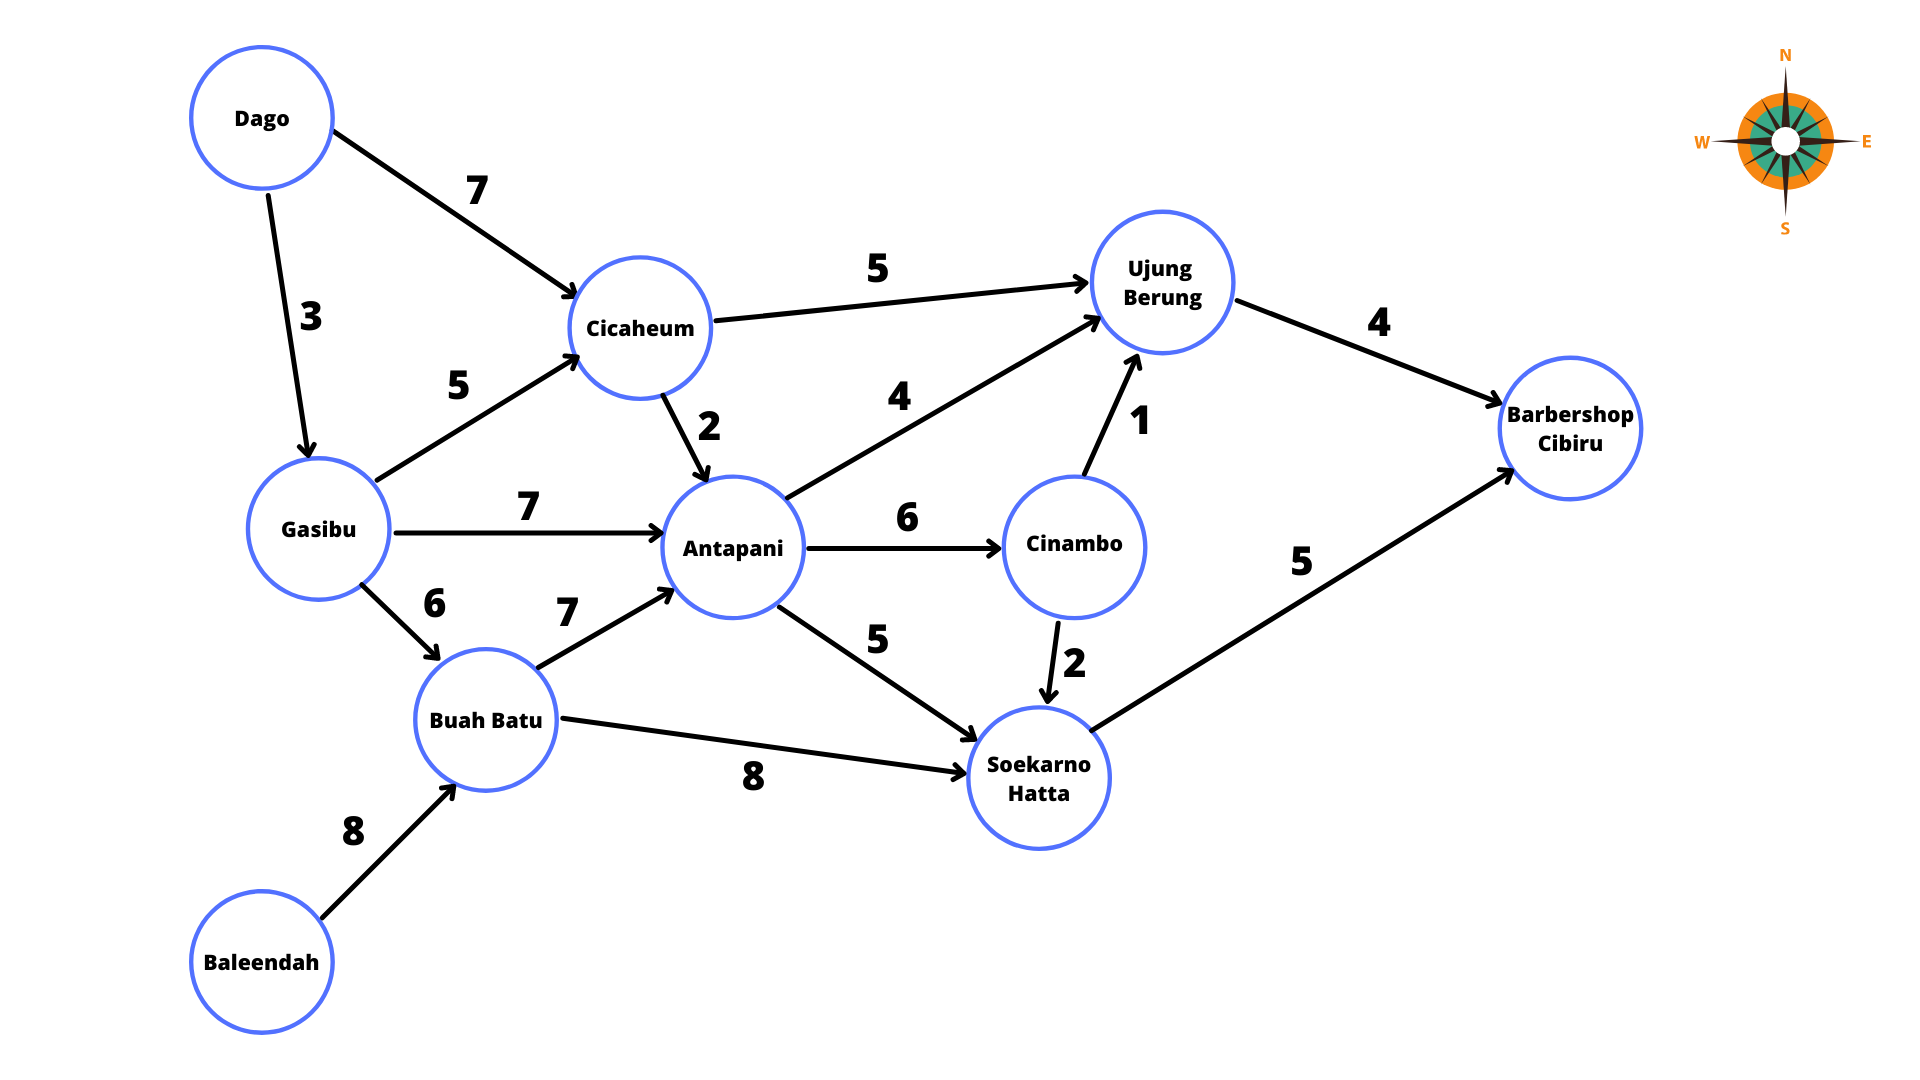 N
Dago
W
E
7
S
Ujung
Berung
5
3
Cicaheum
4
5
4
2
1
Barbershop
Cibiru
7
Gasibu
6
Antapani
Cinambo
5
6
7
5
2
Buah Batu
8
Soekarno
Hatta
8
Baleendah